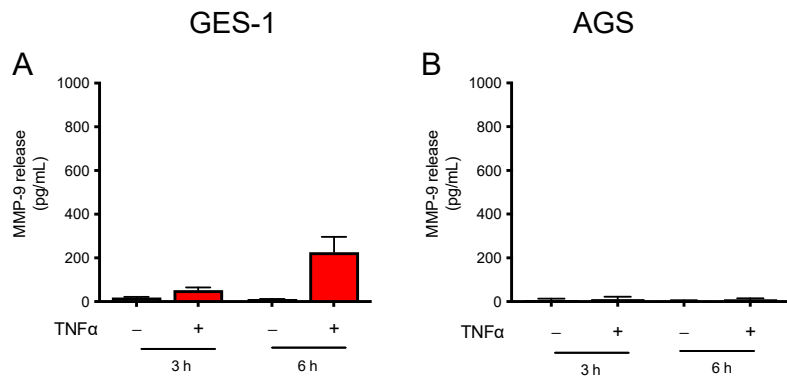 GES-1
AGS
A
B
MMP-9 release
(pg/mL)
1000
800
600
400
200
0
TNFα – + – +
3 h 6 h
MMP-9 release
(pg/mL)
1000
800
600
400
200
0
TNFα – + – +
3 h 6 h